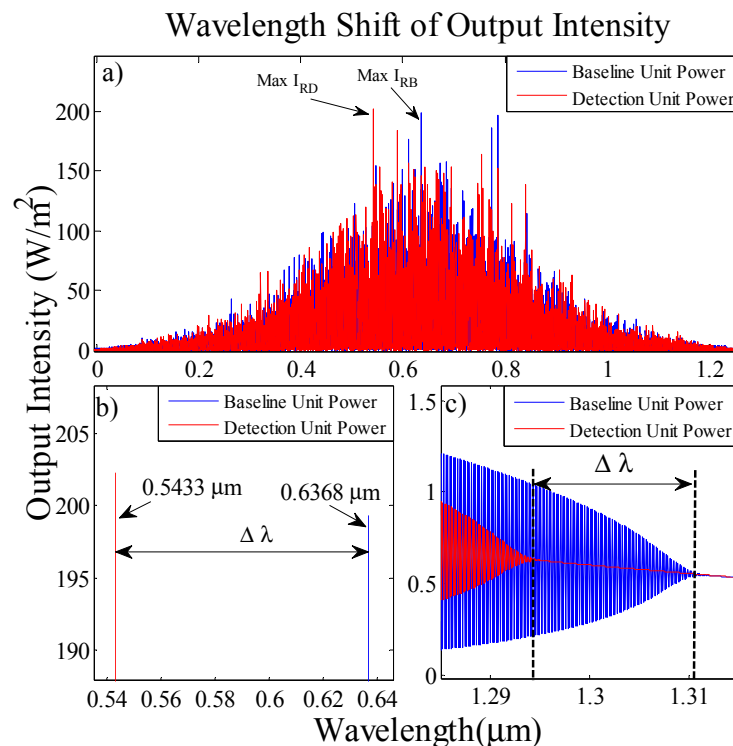 Wavelength Shift of Output Intensity
a)
Max I_RD
Max I_RB
Baseline Unit Power
Detection Unit Power
200
150
100
50
0
0 0.2 0.4 0.6 0.8 1 1.2
Output Intensity (W/m²)
b)
Baseline Unit Power
Detection Unit Power
205
202
198
195
192
190
0.5433 μm
0.6368 μm
Δ λ
0.54 0.56 0.58 0.6 0.62 0.64
c)
Baseline Unit Power
Detection Unit Power
1.5
1
0.5
0
Δ λ
1.29 1.3 1.31
Wavelength(μm)